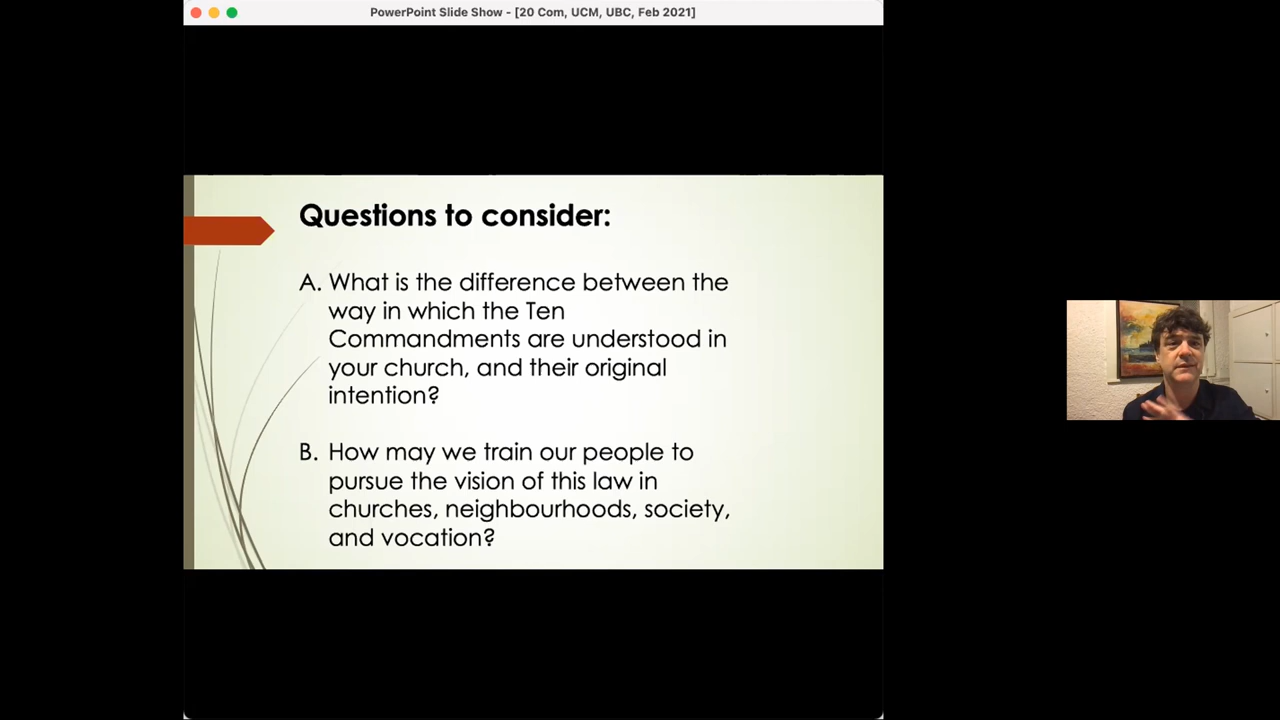 PowerPoint Slide Show - [20 Com, UCM, UBC, Feb 2021]
Questions to consider:
A. What is the difference between the
way in which the Ten
Commandments are understood in
your church, and their original
intention?
B. How may we train our people to
pursue the vision of this law in
churches, neighbourhoods, society,
and vocation?